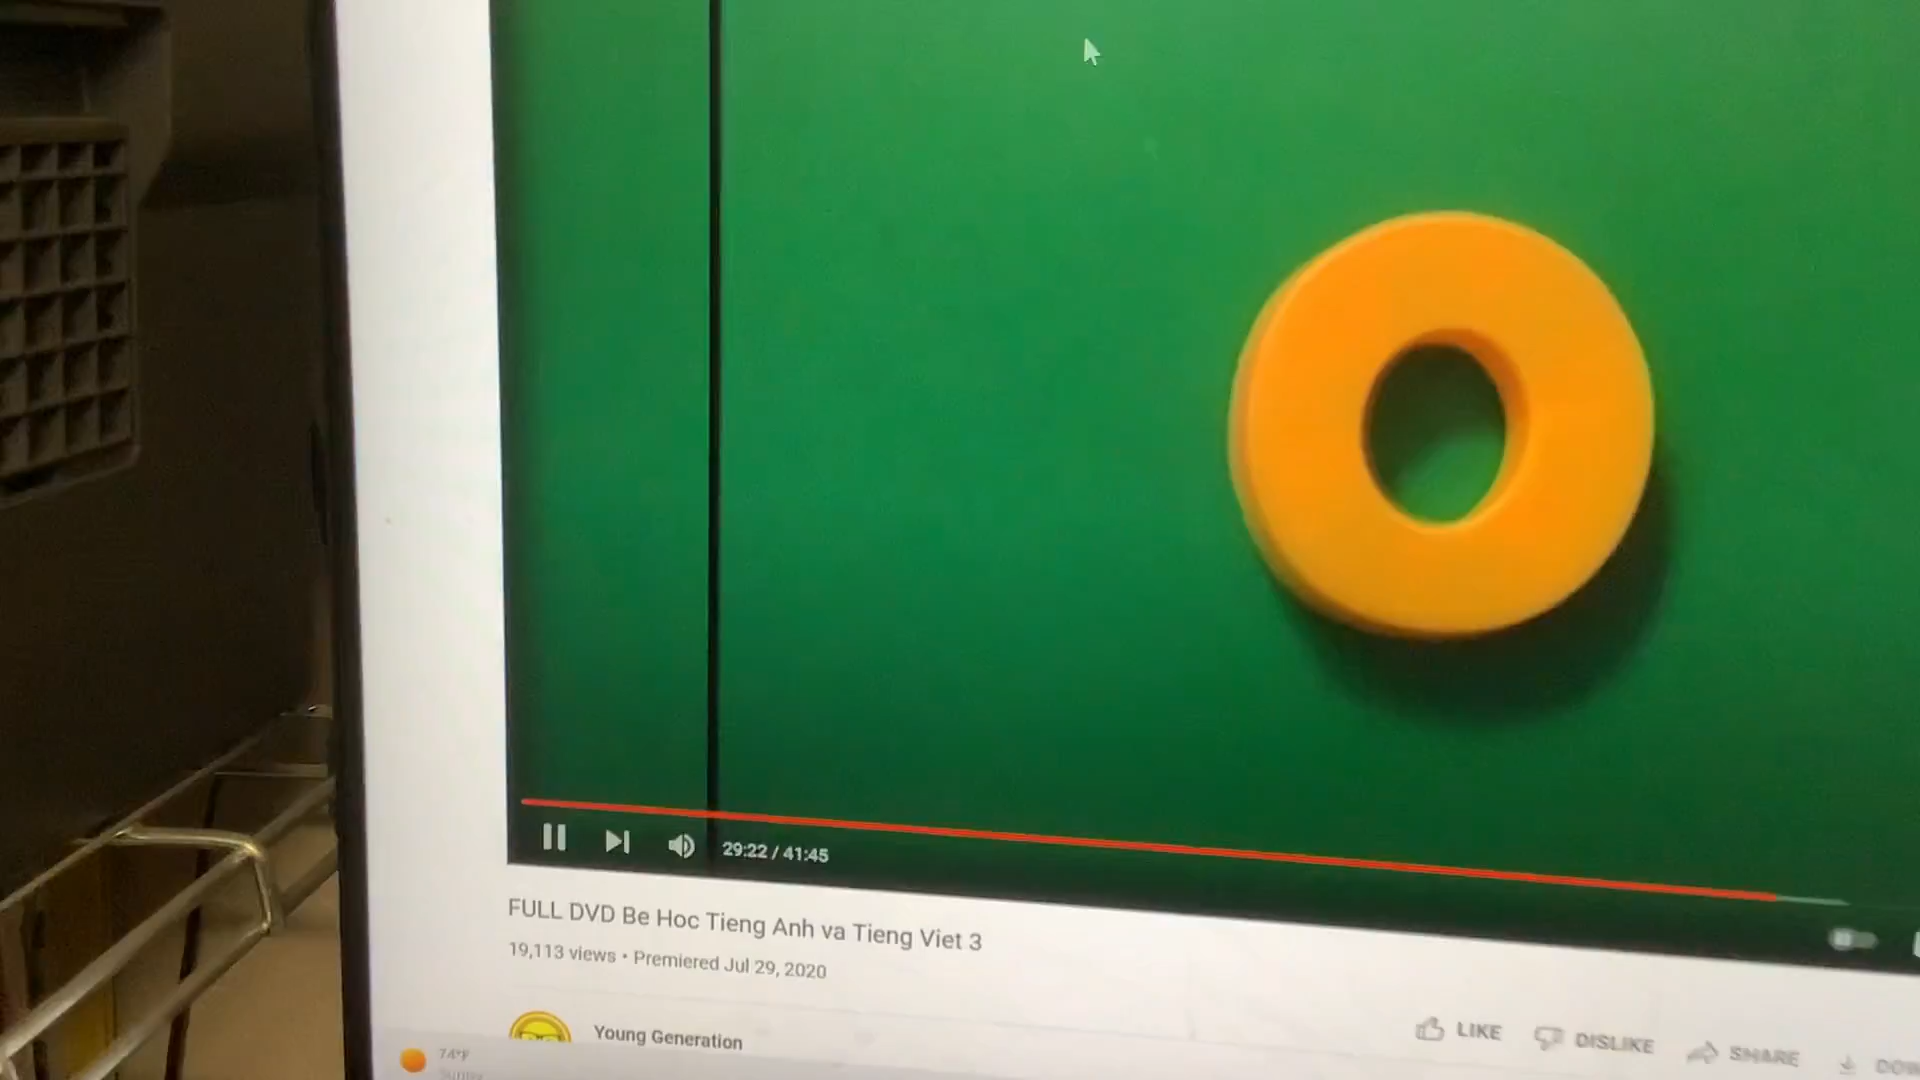 O
29:22 / 41:45
FULL DVD Be Hoc Tieng Anh va Tieng Viet 3
19,113 views • Premiered Jul 29, 2020
Young Generation
LIKE
DISLIKE
SHARE
74°F
Sunny